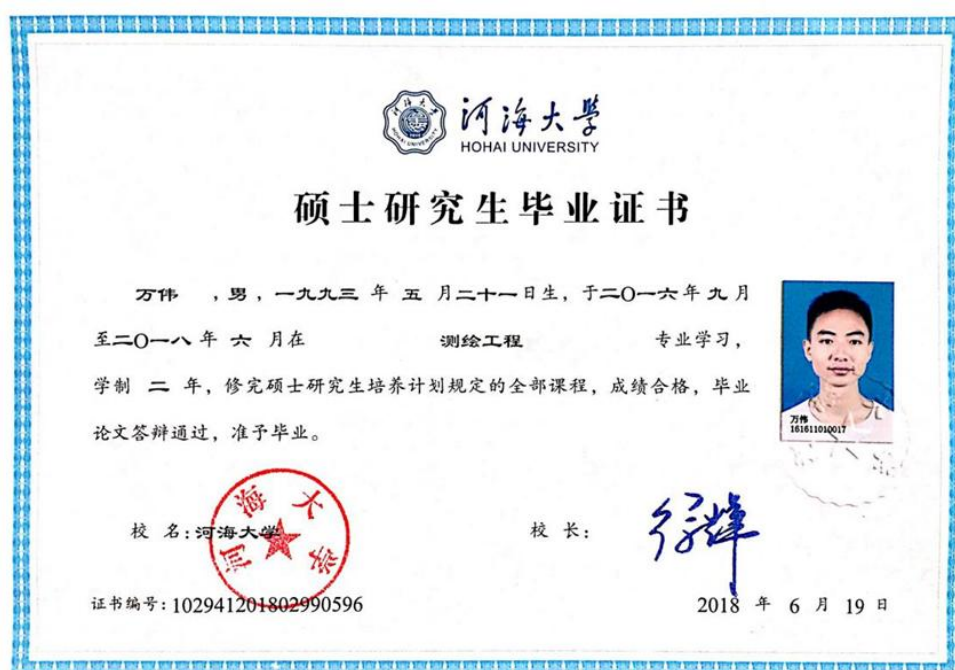 河海大學
HOHAI UNIVERSITY
硕士研究生毕业证书
万伟 ,男,一九九三 年 五 月二十一日生,于二〇一六年 九 月
至二〇一八 年 六 月在 测绘工程 专业学习,
学制 二 年,修完硕士研究生培养计划规定的全部课程,成绩合格,毕业
论文答辩通过,准予毕业。
万伟
161611010017
校 名:河海大学
河海大学
校 长:
徐辉
证书编号:102941201802990596
2018 年 6 月 19 日